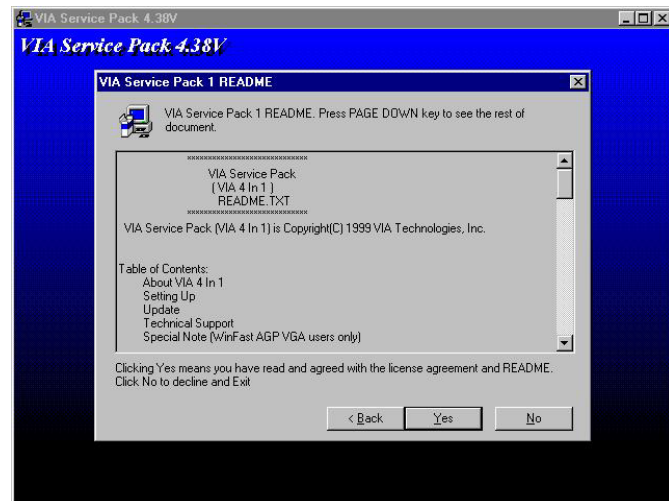 VIA Service Pack 4.38V
VIA Service Pack 4.38V
VIA Service Pack 1 README
VIA Service Pack 1 README. Press PAGE DOWN key to see the rest of
document.
VIA Service Pack
( VIA 4 In 1 )
README.TXT
VIA Service Pack (VIA 4 In 1) is Copyright(C) 1999 VIA Technologies, Inc.
Table of Contents:
About VIA 4 In 1
Setting Up
Update
Technical Support
Special Note (WinFast AGP VGA users only)
Clicking Yes means you have read and agreed with the license agreement and README.
Click No to decline and Exit
< Back
Yes
No